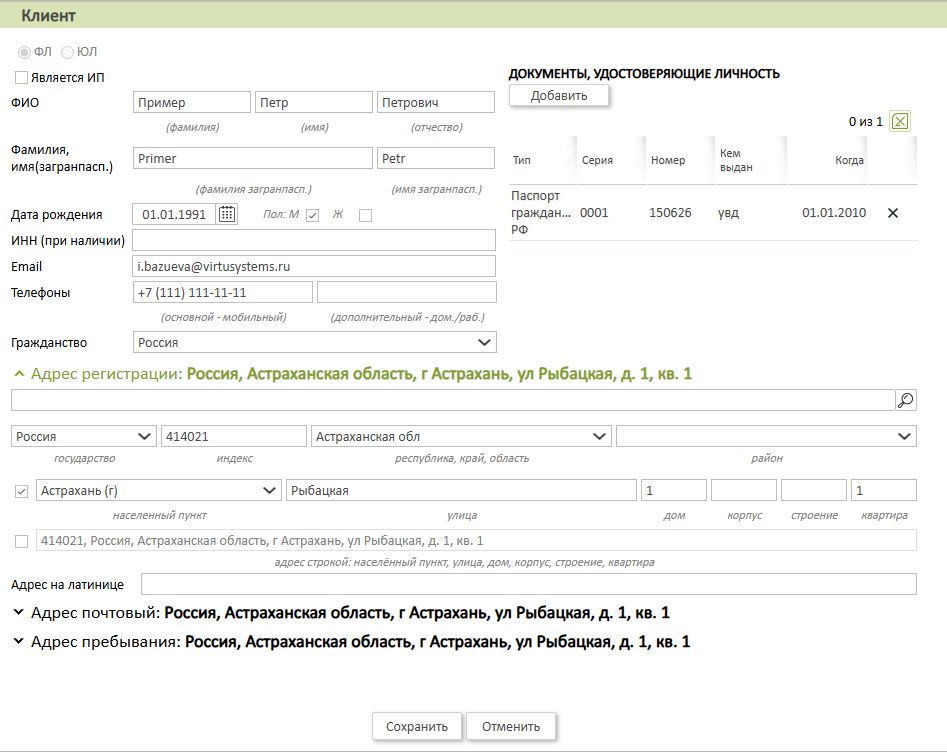 Клиент
ФЛ ЮЛ
Является ИП
ФИО Пример Петр Петрович
(фамилия) (имя) (отчество)
Фамилия,
имя(загранпасп.) Primer Petr
(фамилия загранпасп.) (имя загранпасп.)
Дата рождения 01.01.1991 Пол: М Ж
ИНН (при наличии)
Email i.bazueva@virtusystems.ru
Телефоны +7 (111) 111-11-11
(основной - мобильный) (дополнительный - дом./раб.)
Гражданство Россия
ДОКУМЕНТЫ, УДОСТОВЕРЯЮЩИЕ ЛИЧНОСТЬ
Добавить
0 из 1
Тип Серия Номер Кем выдан Когда
Паспорт
граждан... 0001 150626 увд 01.01.2010
РФ
Адрес регистрации: Россия, Астраханская область, г Астрахань, ул Рыбацкая, д. 1, кв. 1
Россия 414021 Астраханская обл
государство индекс республика, край, область район
Астрахань (г) Рыбацкая 1 1
населенный пункт улица дом корпус строение квартира
414021, Россия, Астраханская область, г Астрахань, ул Рыбацкая, д. 1, кв. 1
адрес строкой: населённый пункт, улица, дом, корпус, строение, квартира
Адрес на латинице
Адрес почтовый: Россия, Астраханская область, г Астрахань, ул Рыбацкая, д. 1, кв. 1
Адрес пребывания: Россия, Астраханская область, г Астрахань, ул Рыбацкая, д. 1, кв. 1
Сохранить Отменить